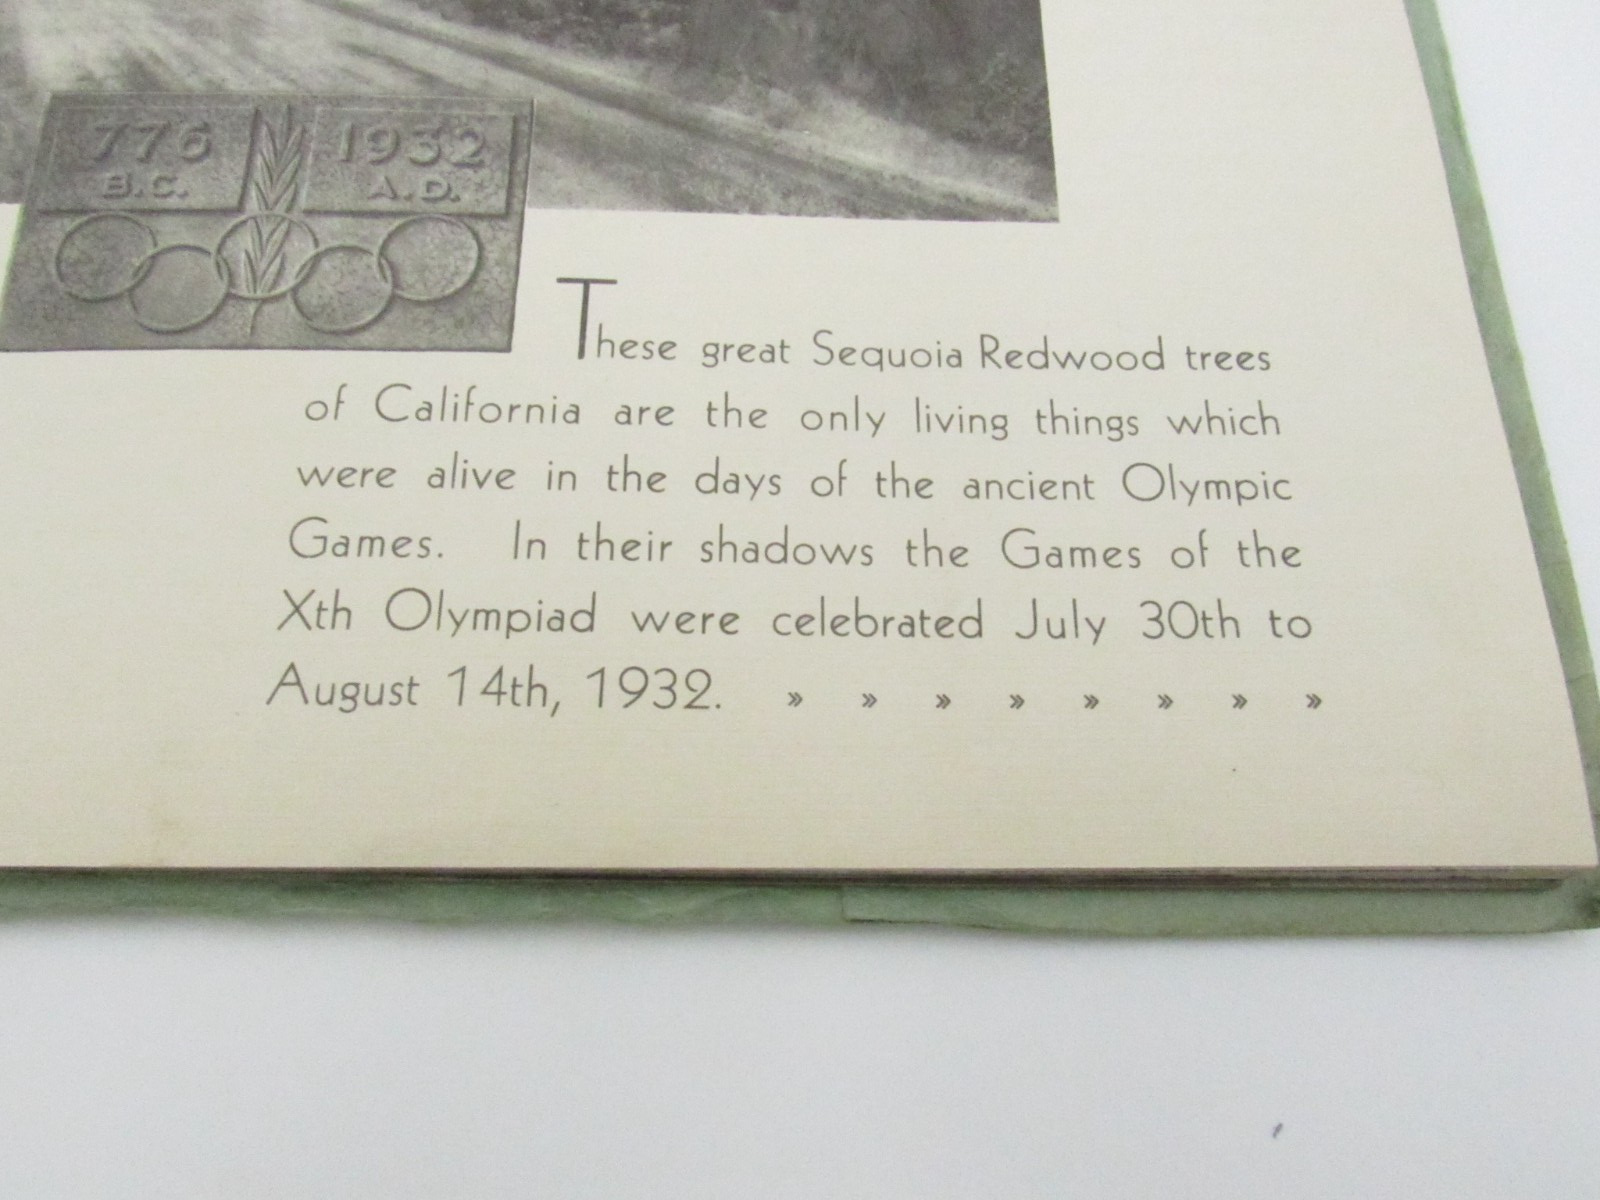 776 1932
B.C. A.D.
These great Sequoia Redwood trees
of California are the only living things which
were alive in the days of the ancient Olympic
Games. In their shadows the Games of the
Xth Olympiad were celebrated July 30th to
August 14th, 1932. » » » » » » » »